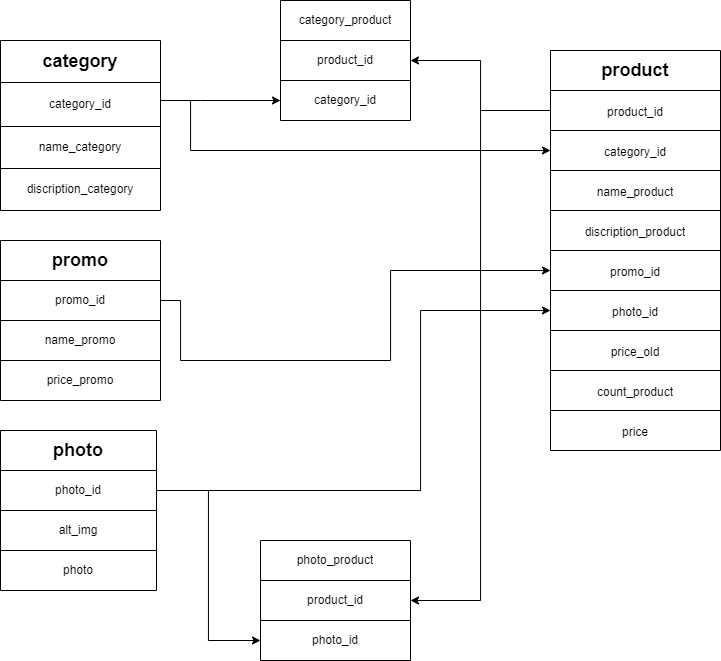 category_product
product_id
category_id
category
category_id
name_category
discription_category
product
product_id
category_id
name_product
discription_product
promo_id
photo_id
price_old
count_product
price
promo
promo_id
name_promo
price_promo
photo
photo_id
alt_img
photo
photo_product
product_id
photo_id